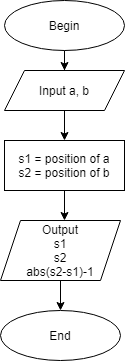 Begin
Input a, b
s1 = position of a
s2 = position of b
Output
s1
s2
abs(s2-s1)-1
End